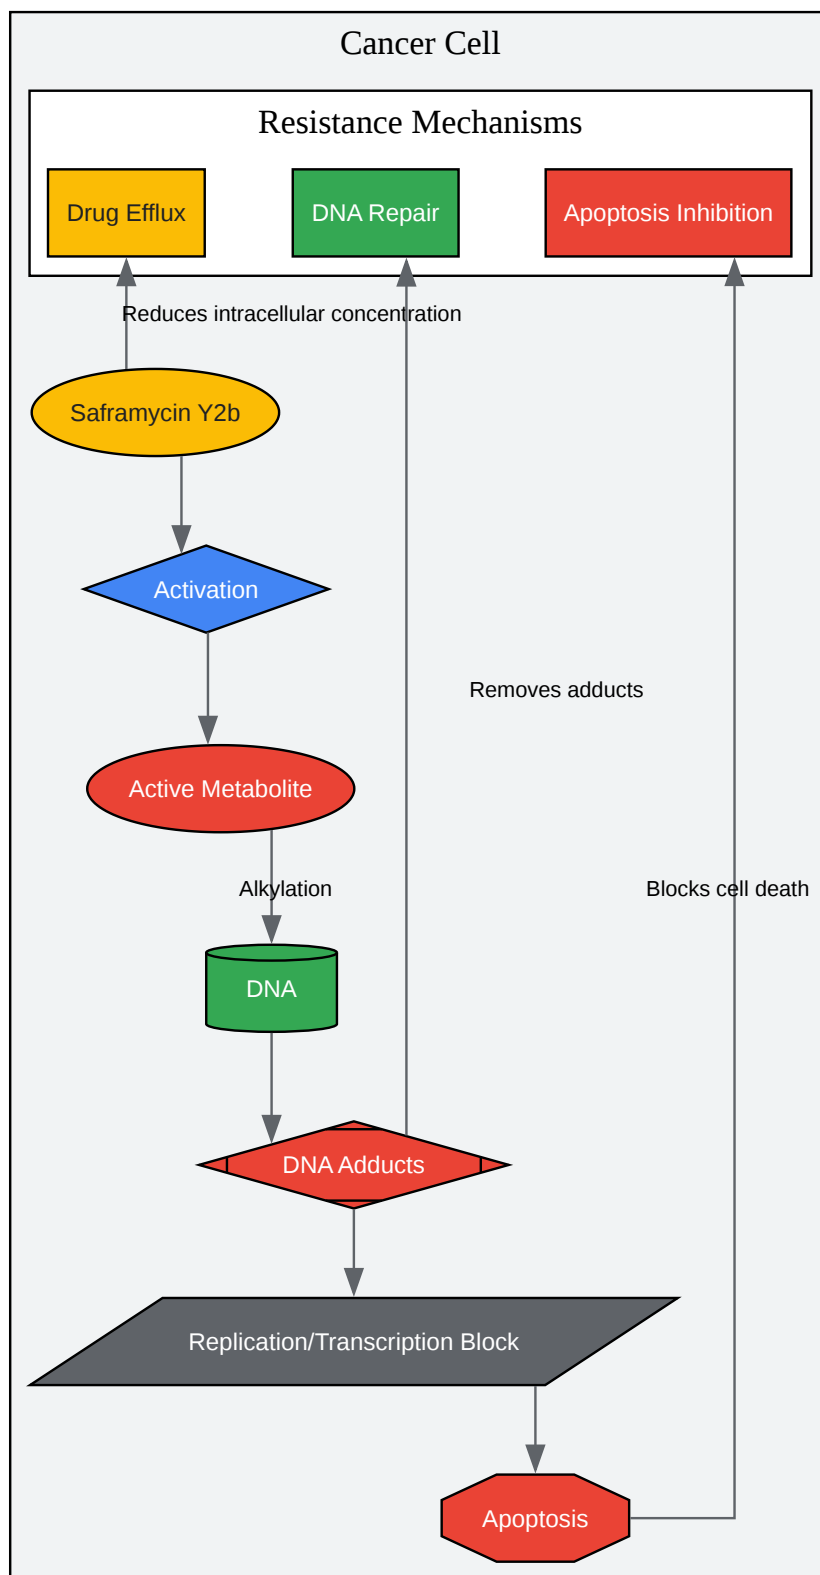 Cancer Cell
Resistance Mechanisms
Drug Efflux
DNA Repair
Apoptosis Inhibition
Reduces intracellular concentration
Saframycin Y2b
Activation
Removes adducts
Active Metabolite
Alkylation
Blocks cell death
DNA
DNA Adducts
Replication/Transcription Block
Apoptosis